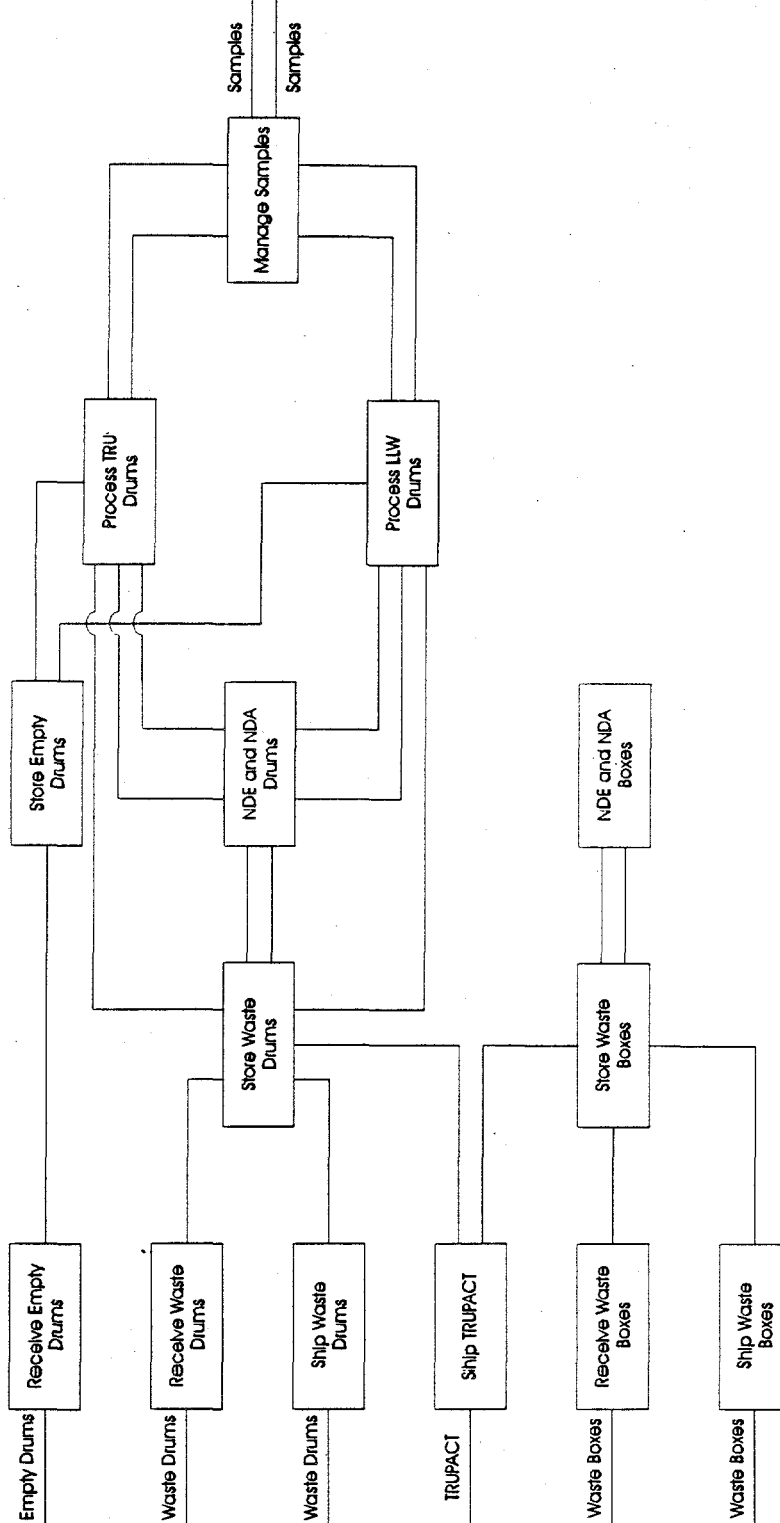 Samples
Samples
Manage Samples
Process TRU
Drums
Process LLW
Drums
Store Empty
Drums
NDE and NDA
Drums
NDE and NDA
Boxes
Store Waste
Drums
Store Waste
Boxes
Receive Empty
Drums
Receive Waste
Drums
Ship Waste
Drums
Sihip TRUPACT
Receive Waste
Boxes
Ship Waste
Boxes
Empty Drums
Waste Drums
Waste Drums
TRUPACT
Waste Boxes
Waste Boxes